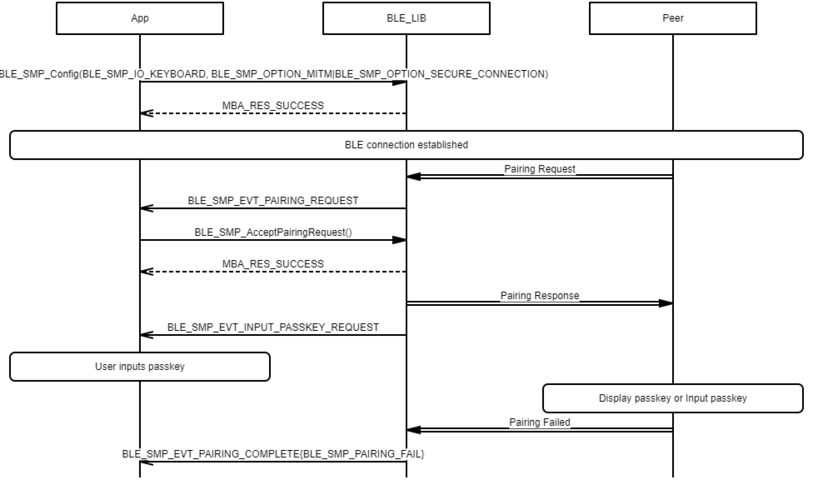 App
BLE_LIB
Peer
BLE_SMP_Config(BLE_SMP_IO_KEYBOARD, BLE_SMP_OPTION_MITM|BLE_SMP_OPTION_SECURE_CONNECTION)
MBA_RES_SUCCESS
BLE connection established
Pairing Request
BLE_SMP_EVT_PAIRING_REQUEST
BLE_SMP_AcceptPairingRequest()
MBA_RES_SUCCESS
Pairing Response
BLE_SMP_EVT_INPUT_PASSKEY_REQUEST
User inputs passkey
Display passkey or Input passkey
Pairing Failed
BLE_SMP_EVT_PAIRING_COMPLETE{BLE_SMP_PAIRING_FAIL}